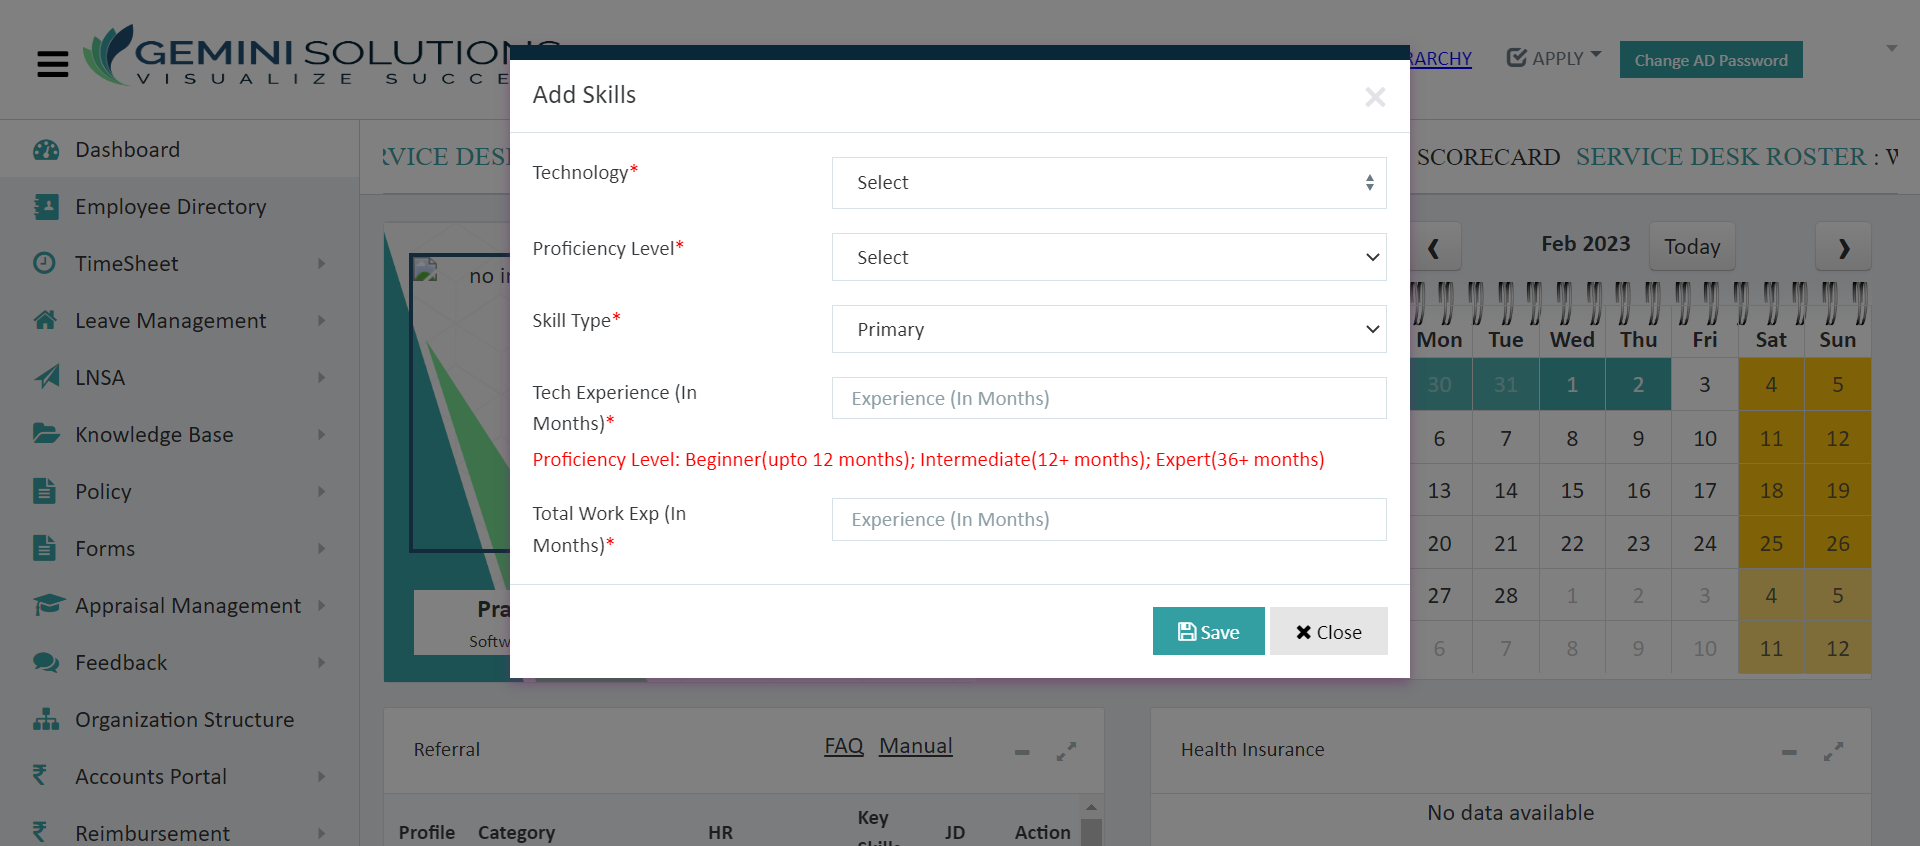 GEMINI SOLUTIONS
VISUALIZE SUCCE
RARCHY
APPLY
Change AD Password
Dashboard
Employee Directory
TimeSheet
Leave Management
LNSA
Knowledge Base
Policy
Forms
Appraisal Management
Feedback
Organization Structure
Accounts Portal
Reimbursement
RVICE DES
SCORECARD SERVICE DESK ROSTER : W
no i
Pra
Softw
Add Skills
×
Technology*
Select
Proficiency Level*
Select
Skill Type*
Primary
Tech Experience (In
Months)*
Experience (In Months)
Proficiency Level: Beginner(upto 12 months); Intermediate(12+ months); Expert(36+ months)
Total Work Exp (In
Months)*
Experience (In Months)
Save
Close
Feb 2023
Today
Mon Tue Wed Thu Fri Sat Sun
30 31 1 2 3 4 5
6 7 8 9 10 11 12
13 14 15 16 17 18 19
20 21 22 23 24 25 26
27 28 1 2 3 4 5
6 7 8 9 10 11 12
Referral
FAQ Manual
Profile Category HR Key Skills JD Action
Health Insurance
No data available